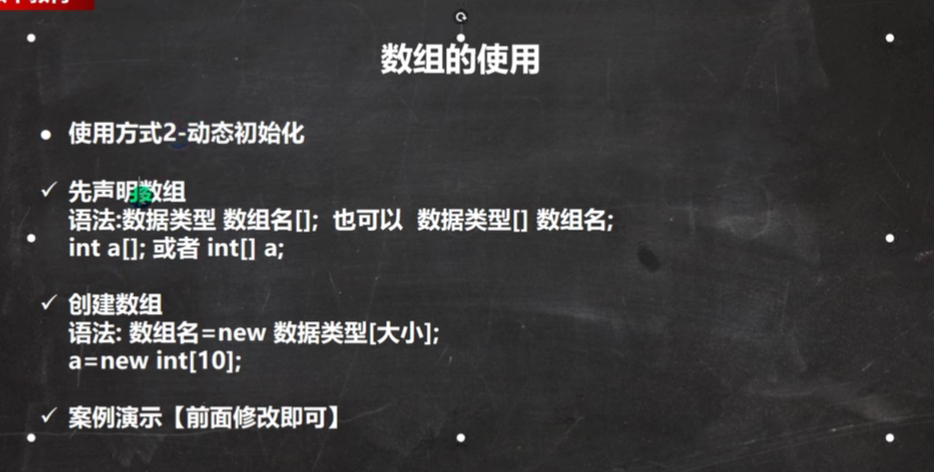 数组的使用
使用方式2-动态初始化
先声明数组
语法:数据类型 数组名[]; 也可以 数据类型[] 数组名;
int a[]; 或者 int[] a;
创建数组
语法: 数组名=new 数据类型[大小];
a=new int[10];
案例演示【前面修改即可】